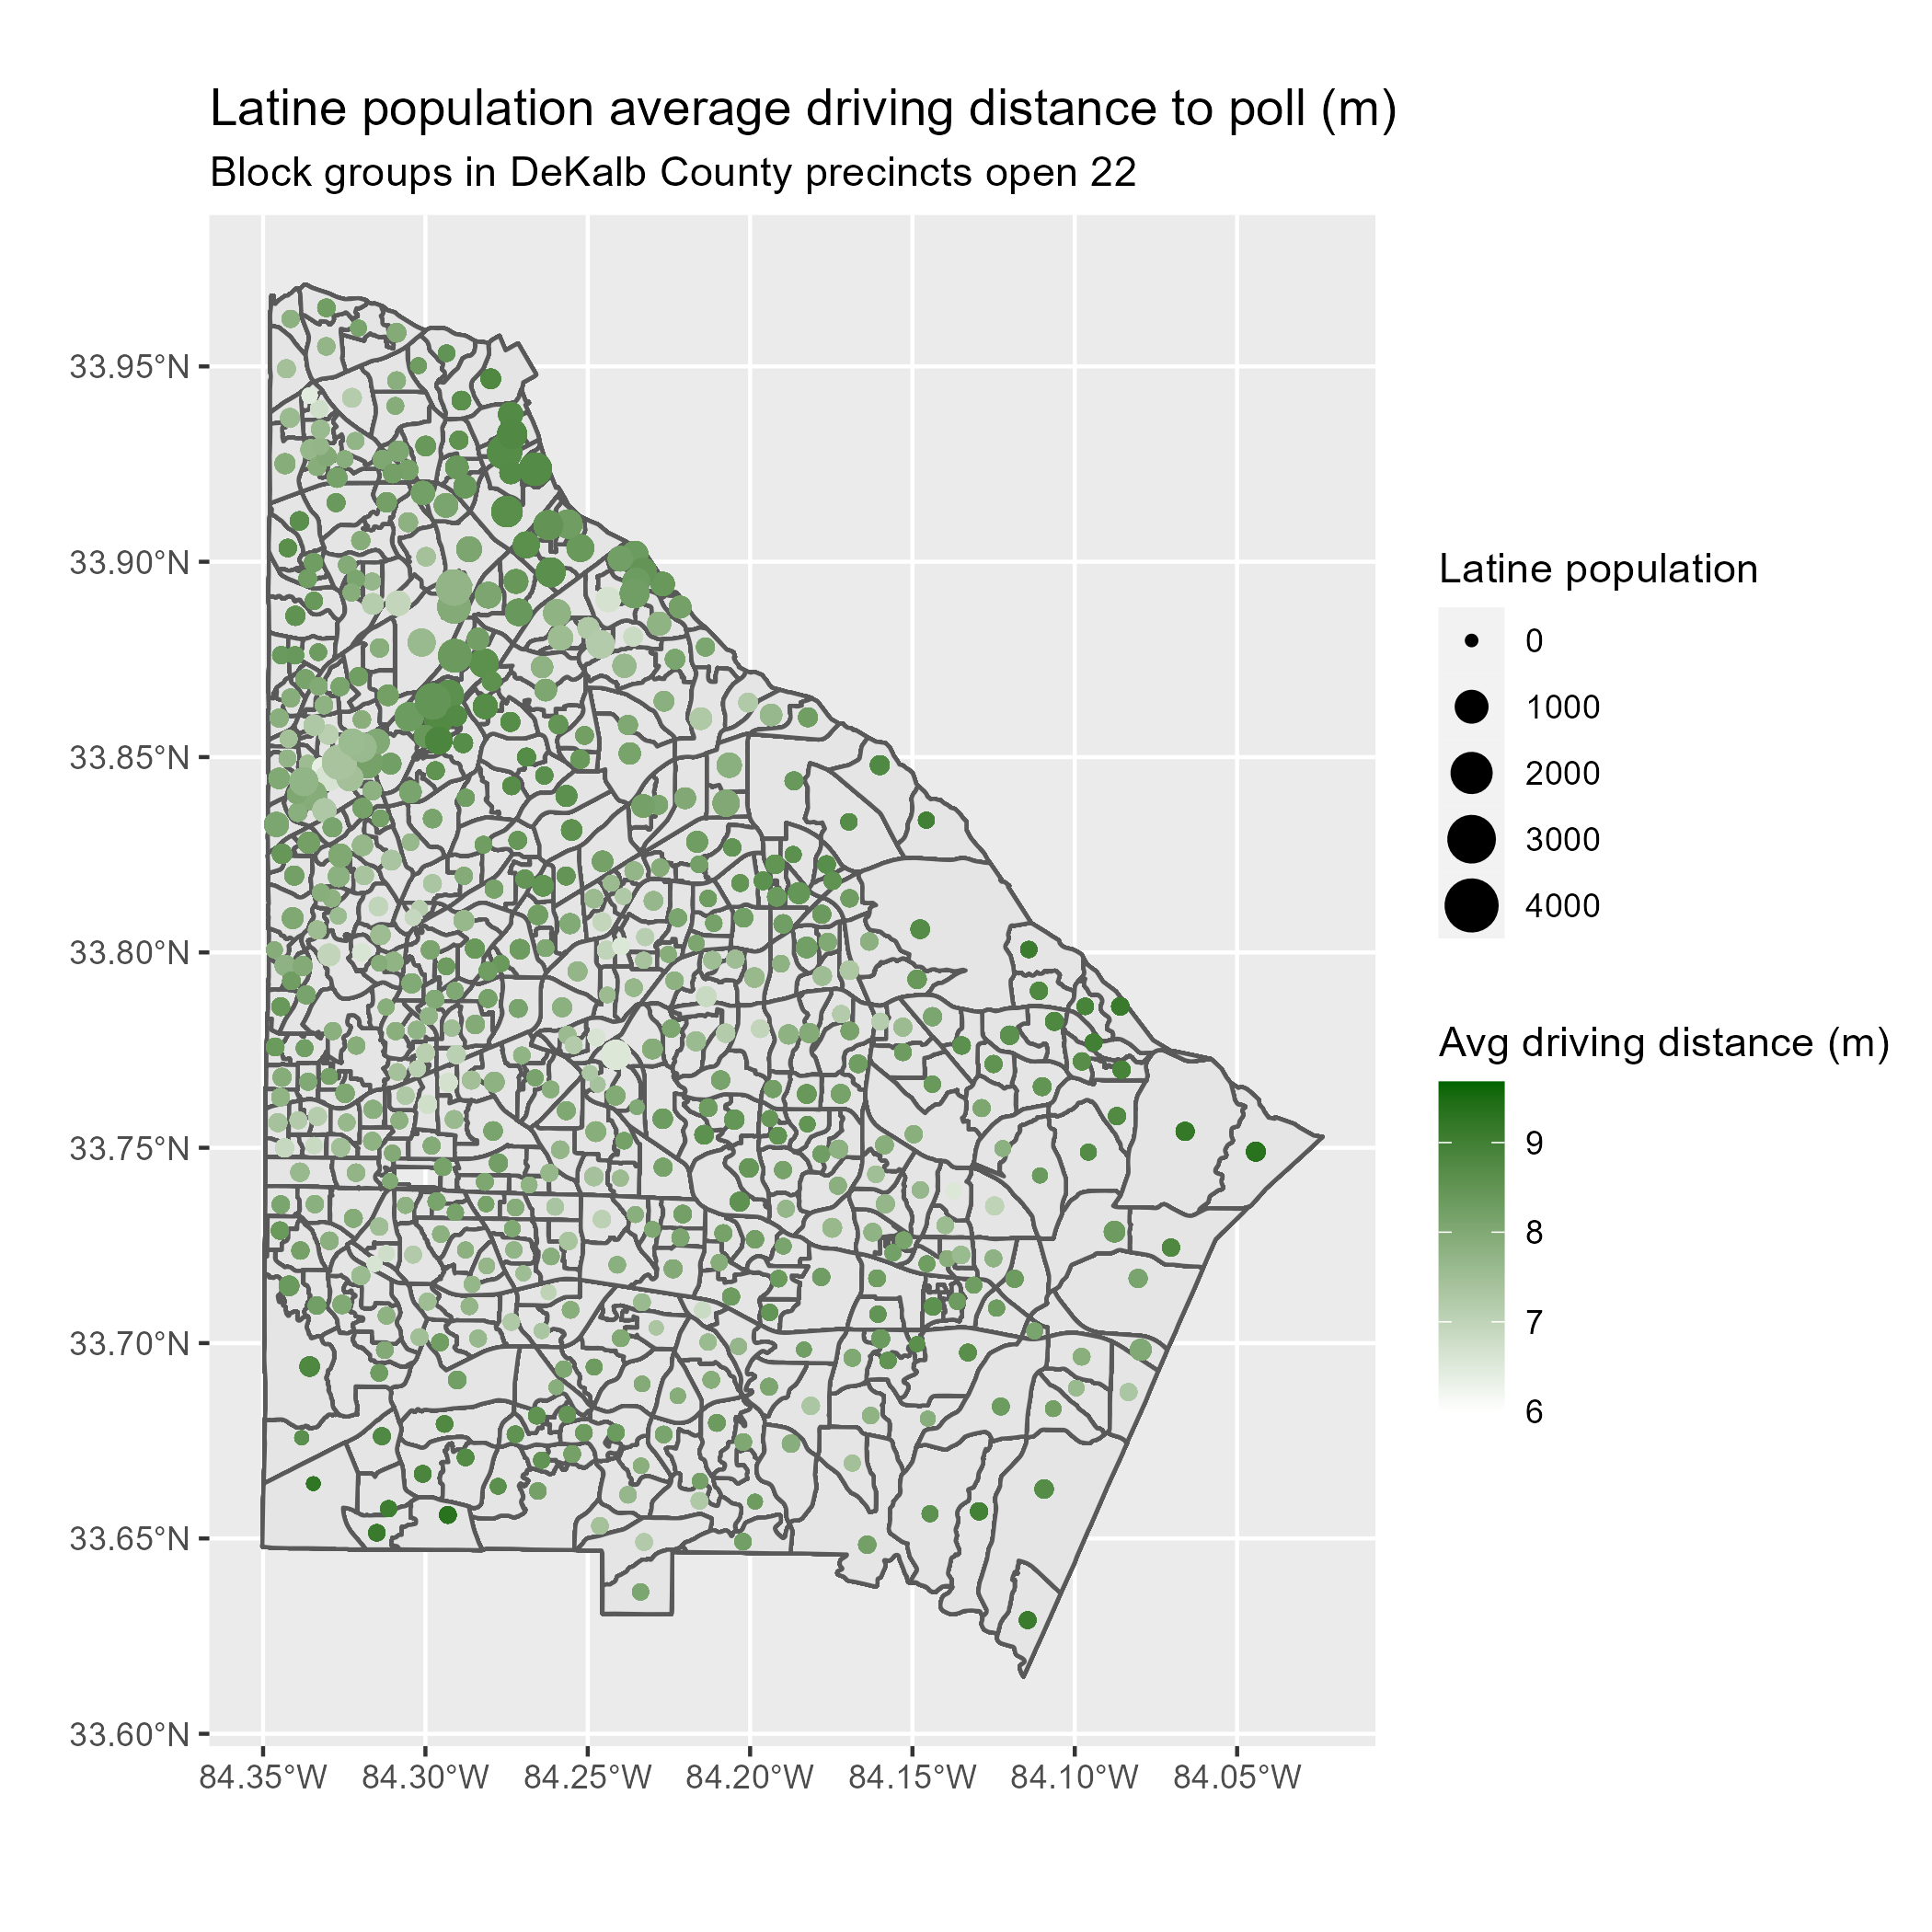 Latine population average driving distance to poll (m)
Block groups in DeKalb County precincts open 22
33.95°N
33.90°N
33.85°N
33.80°N
33.75°N
33.70°N
33.65°N
33.60°N
84.35°W 84.30°W 84.25°W 84.20°W 84.15°W 84.10°W 84.05°W
Latine population
0
1000
2000
3000
4000
Avg driving distance (m)
9
8
7
6